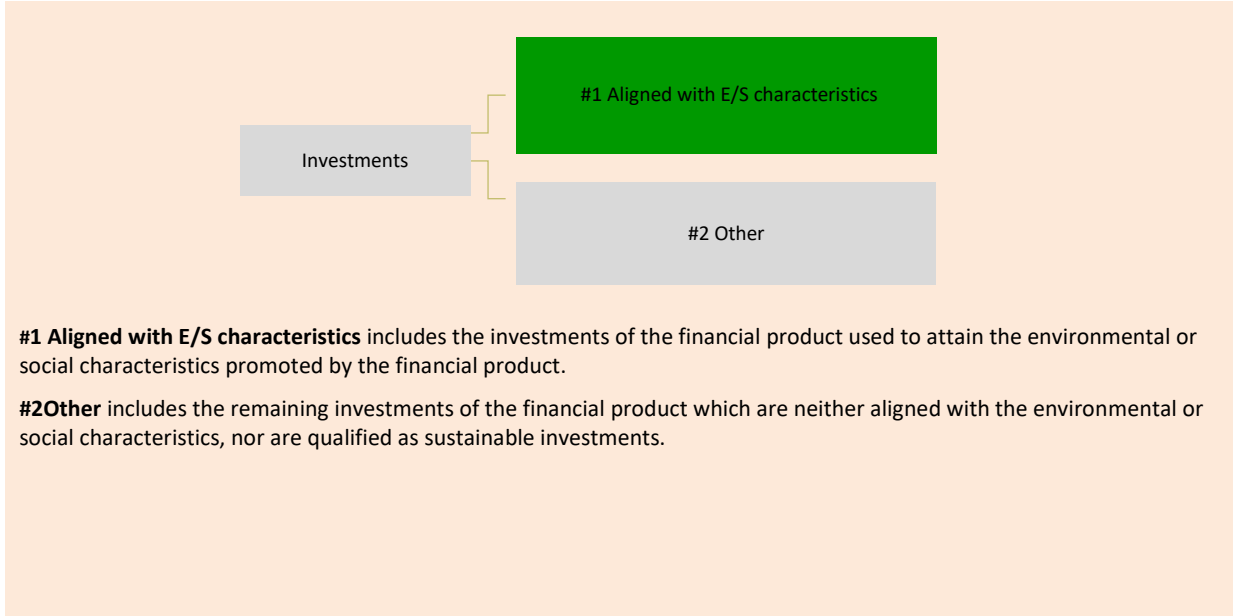 #1 Aligned with E/S characteristics
Investments
#2 Other
#1 Aligned with E/S characteristics includes the investments of the financial product used to attain the environmental or
social characteristics promoted by the financial product.
#2Other includes the remaining investments of the financial product which are neither aligned with the environmental or
social characteristics, nor are qualified as sustainable investments.